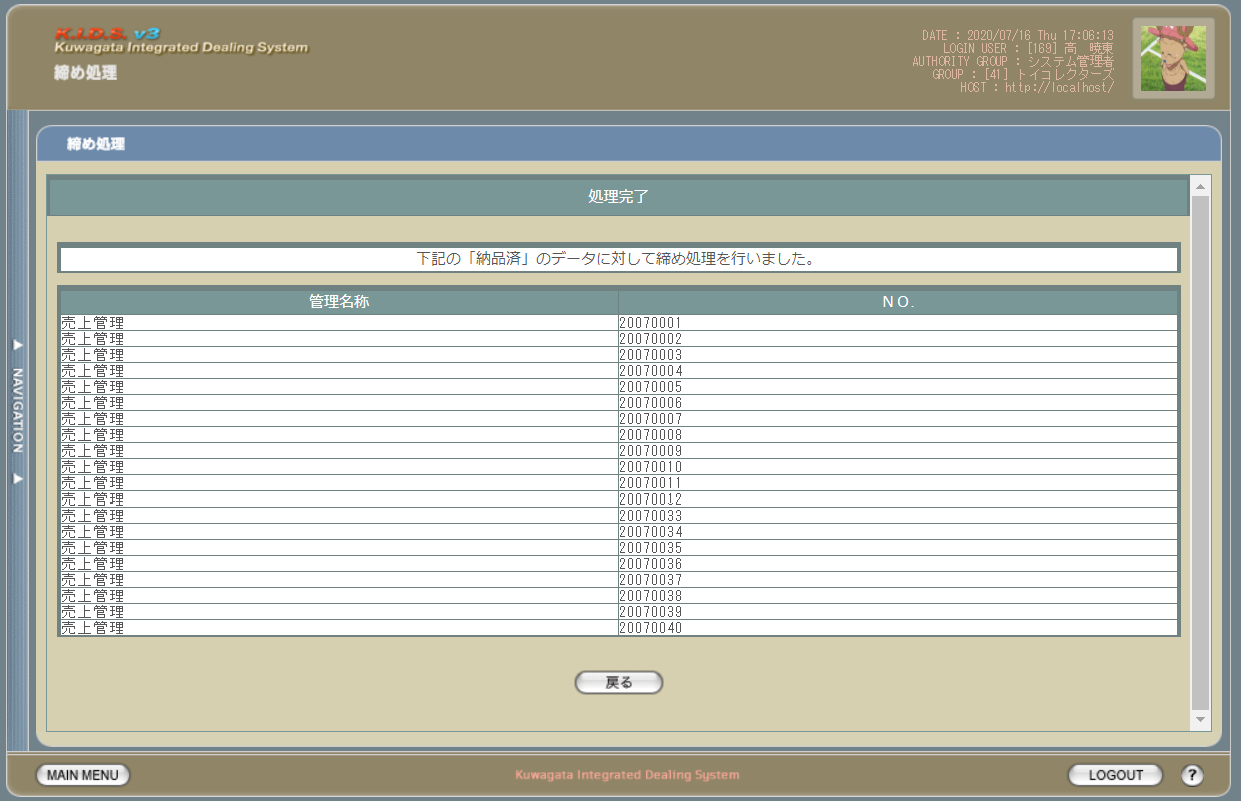 K.I.D.S. v3
Kuwagata Integrated Dealing System
締め処理
DATE : 2020/07/16 Thu 17:06:13
LOGIN USER : [169] 高　暁東
AUTHORITY GROUP : システム管理者
GROUP : [41] トイコレクターズ
HOST : http://localhost/
締め処理
処理完了
下記の「納品済」のデータに対して締め処理を行いました。
管理名称 ＮＯ.
売上管理 20070001
売上管理 20070002
売上管理 20070003
売上管理 20070004
売上管理 20070005
売上管理 20070006
売上管理 20070007
売上管理 20070008
売上管理 20070009
売上管理 20070010
売上管理 20070011
売上管理 20070012
売上管理 20070033
売上管理 20070034
売上管理 20070035
売上管理 20070036
売上管理 20070037
売上管理 20070038
売上管理 20070039
売上管理 20070040
戻る
NAVIGATION
MAIN MENU
Kuwagata Integrated Dealing System
LOGOUT
?